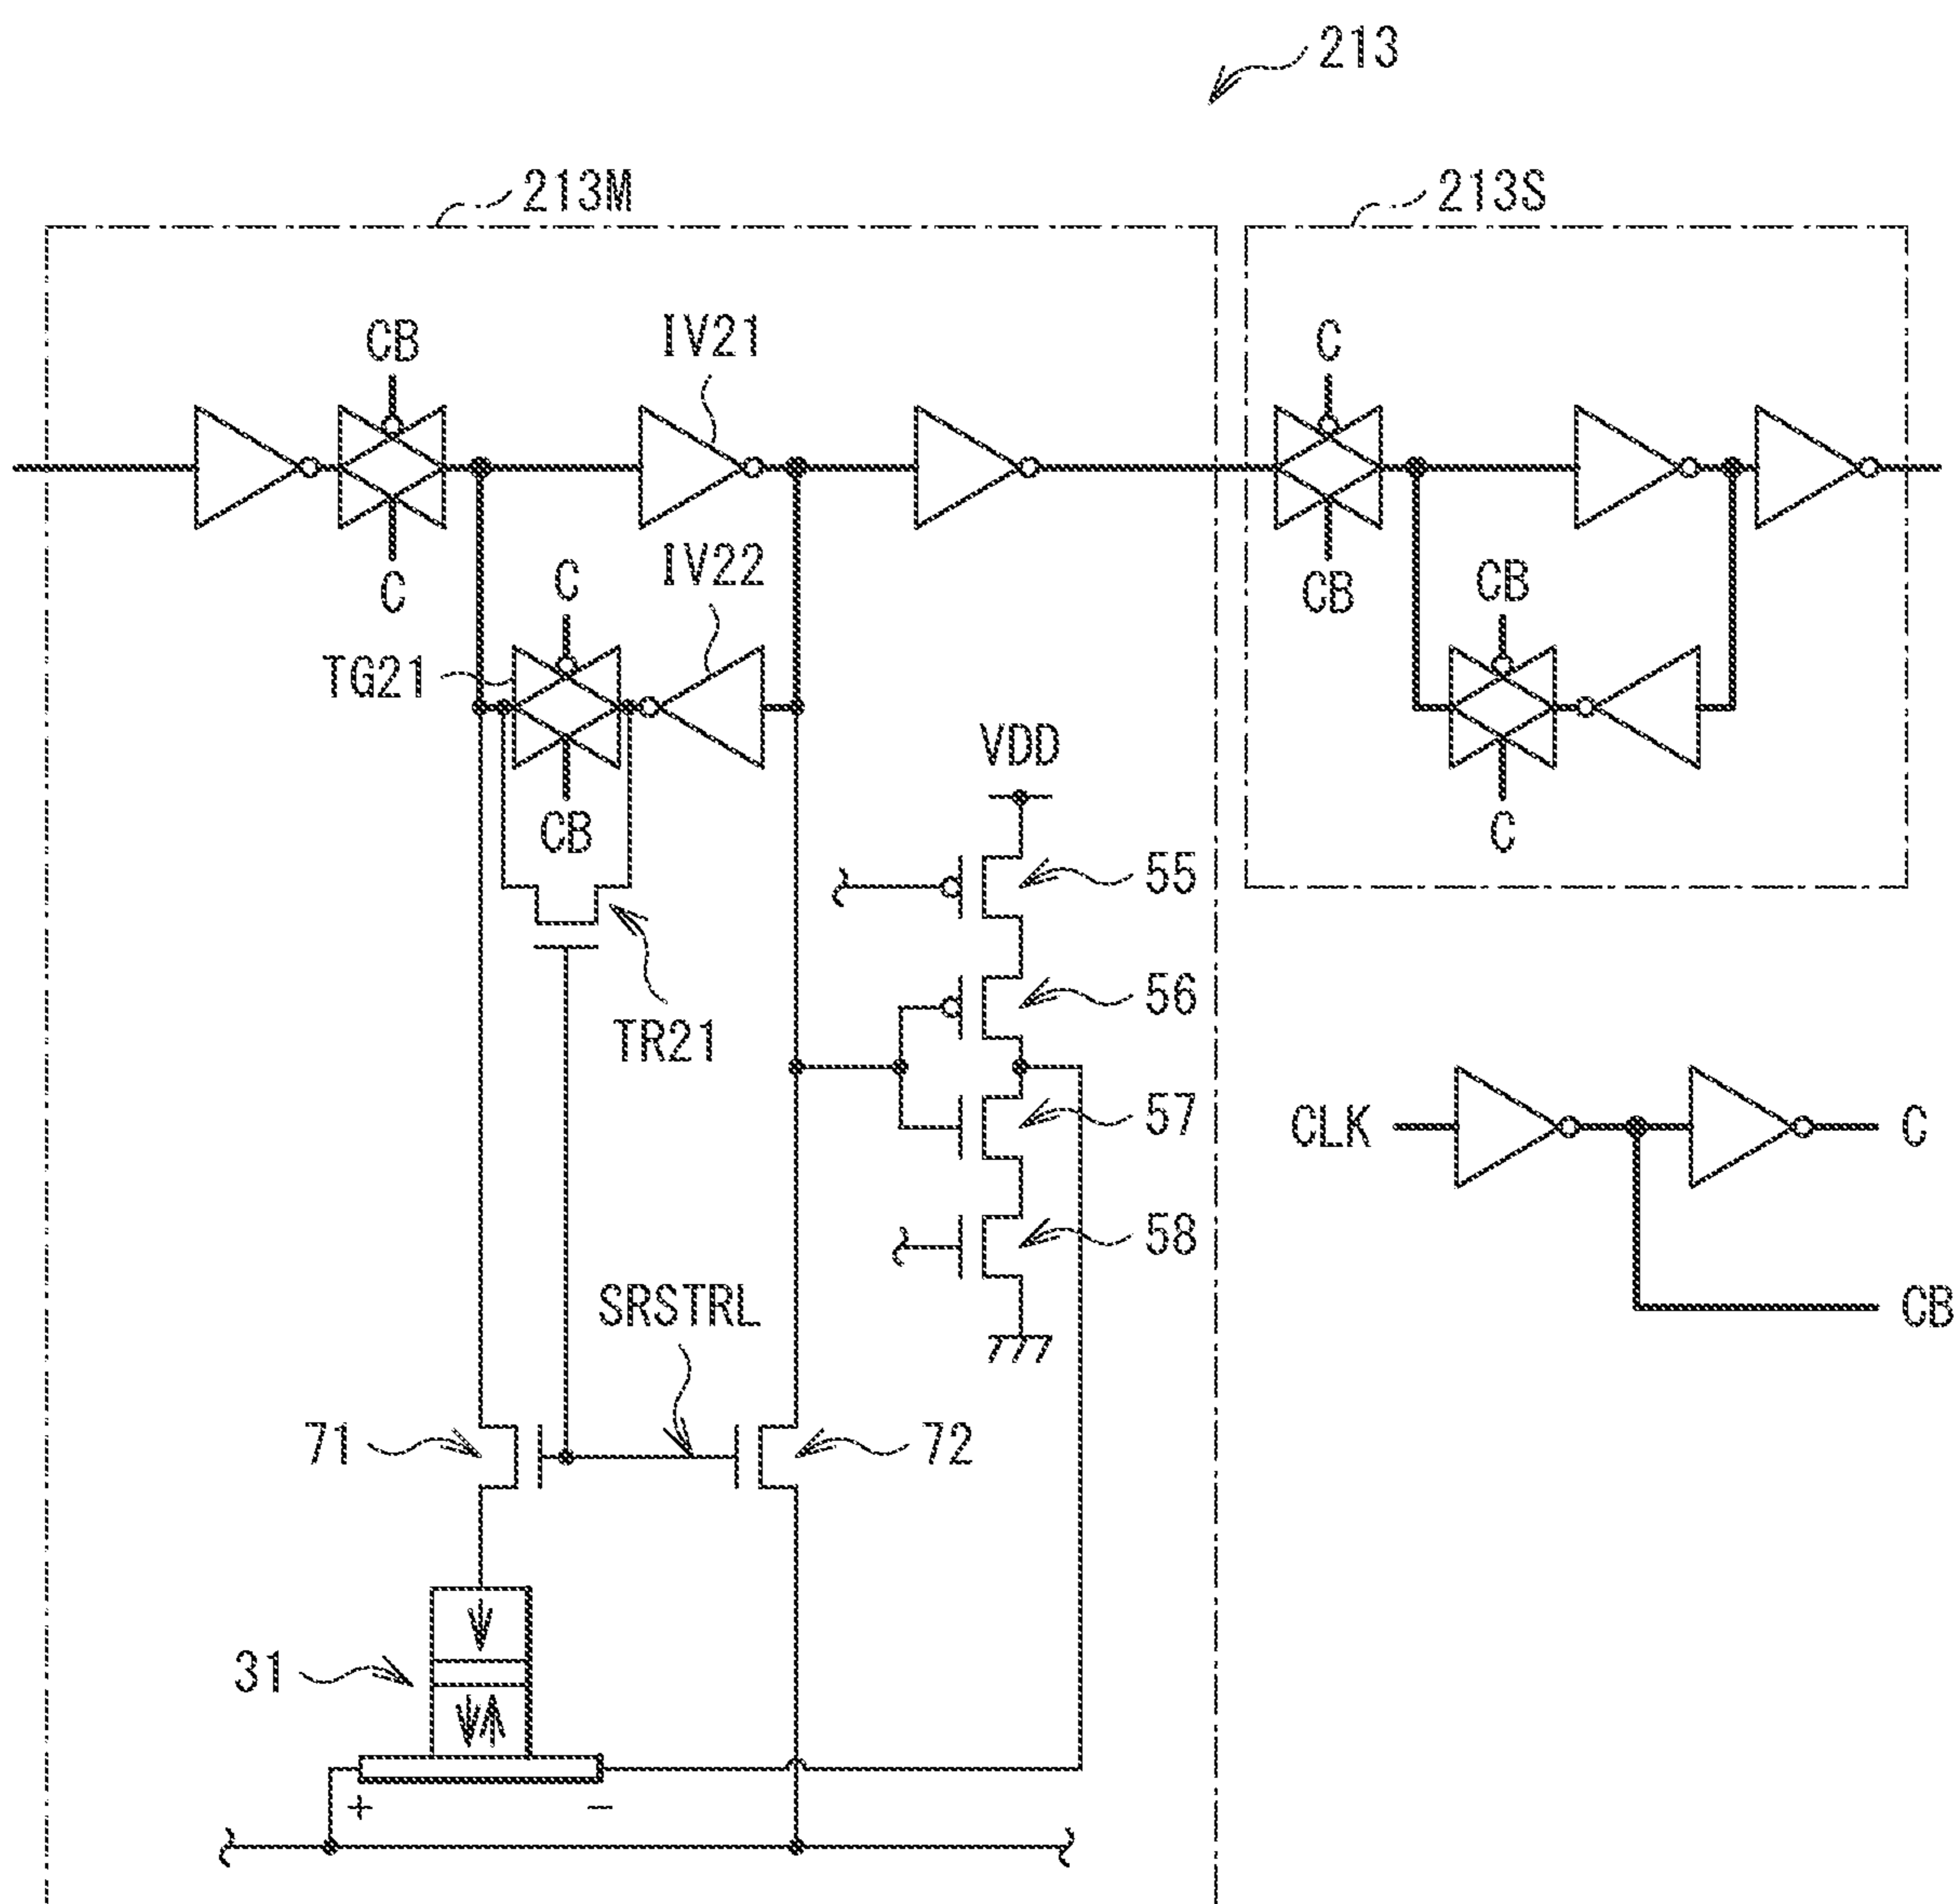 213
213M
213S
CB
IV21
C
C
C
IV22
CB
CB
TG21
VDD
CB
C
55
56
TR21
57
CLK
C
58
SRSTRL
CB
71
72
31
+
-